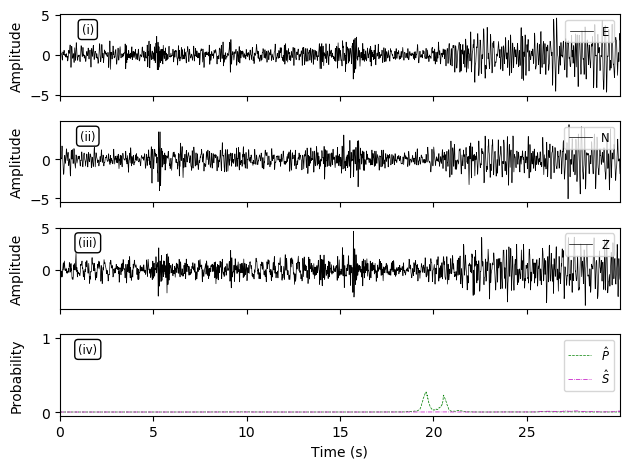 5
0
−5
Amplitude
(i)
E
0
−5
Amplitude
(ii)
N
5
0
Amplitude
(iii)
Z
1
0
Probability
(iv)
P̂
Ŝ
0 5 10 15 20 25
Time (s)